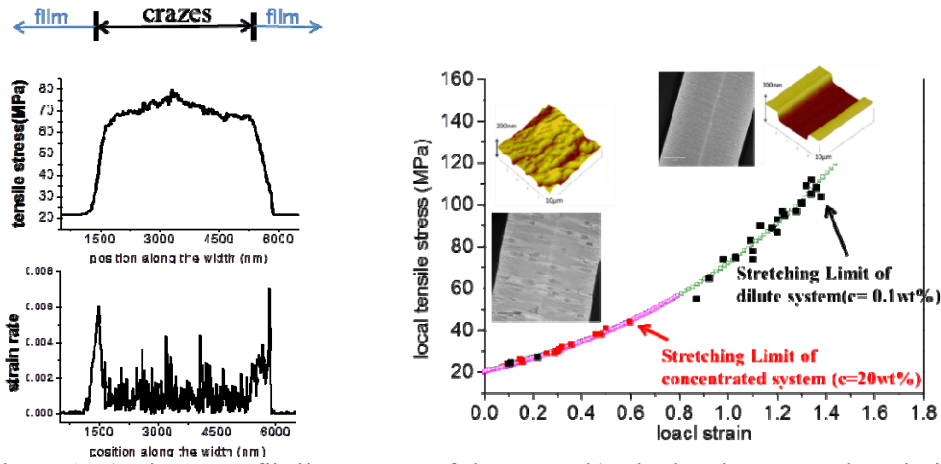 film crazes film
tensile stress(MPa)
80
70
60
50
40
30
20
1500 3000 4500 6000
position along the width (nm)
strain rate
0.008
0.006
0.004
0.002
0.000
1500 3000 4500 6000
position along the width (nm)
local tensile stress (MPa)
160
140
120
100
80
60
40
20
0.0 0.2 0.4 0.6 0.8 1.0 1.2 1.4 1.6 1.8
loacl strain
200nm
10μm
300nm
10μm
Stretching Limit of
dilute system(c= 0.1wt%)
Stretching Limit of
concentrated system (c=20wt%)